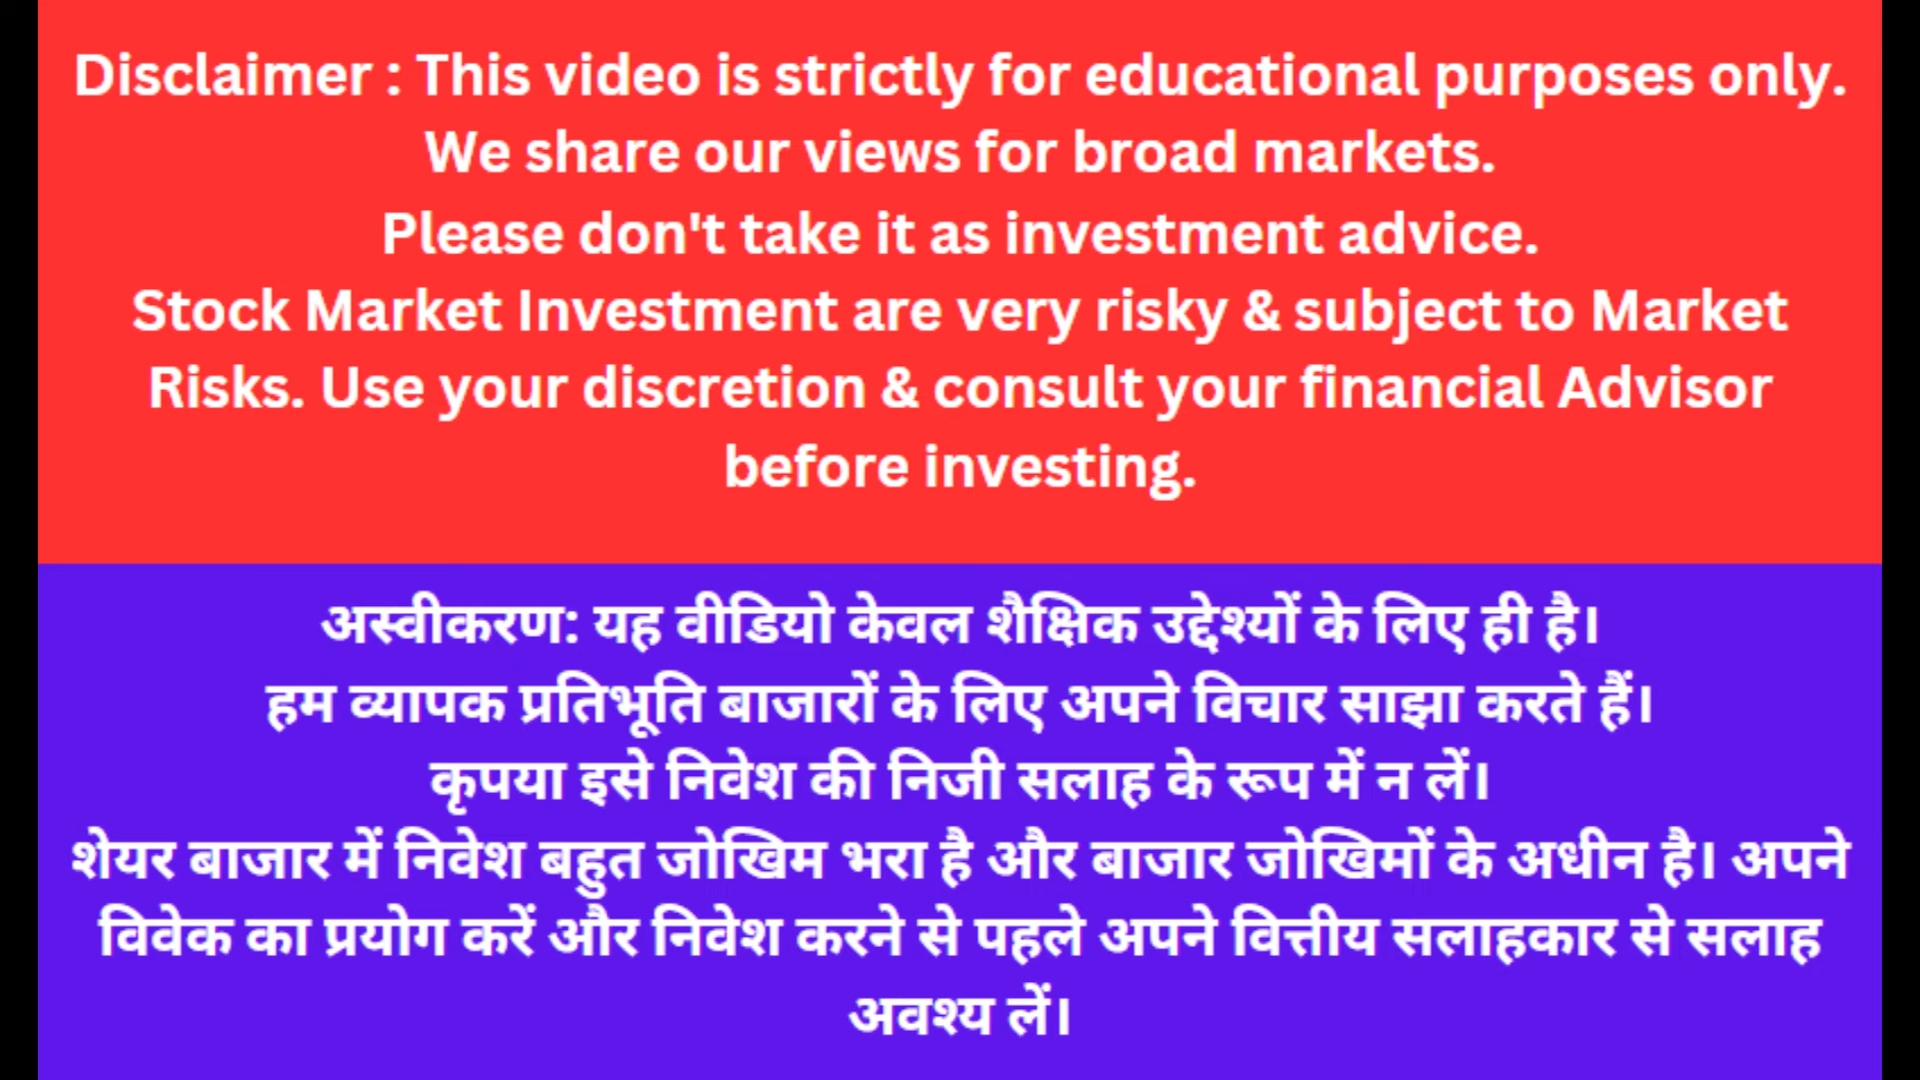 Disclaimer : This video is strictly for educational purposes only.
We share our views for broad markets.
Please don't take it as investment advice.
Stock Market Investment are very risky & subject to Market
Risks. Use your discretion & consult your financial Advisor
before investing.
अस्वीकरण: यह वीडियो केवल शैक्षिक उद्देश्यों के लिए ही है।
हम व्यापक प्रतिभूति बाजारों के लिए अपने विचार साझा करते हैं।
कृपया इसे निवेश की निजी सलाह के रूप में न लें।
शेयर बाजार में निवेश बहुत जोखिम भरा है और बाजार जोखिमों के अधीन है। अपने
विवेक का प्रयोग करें और निवेश करने से पहले अपने वित्तीय सलाहकार से सलाह
अवश्य लें।